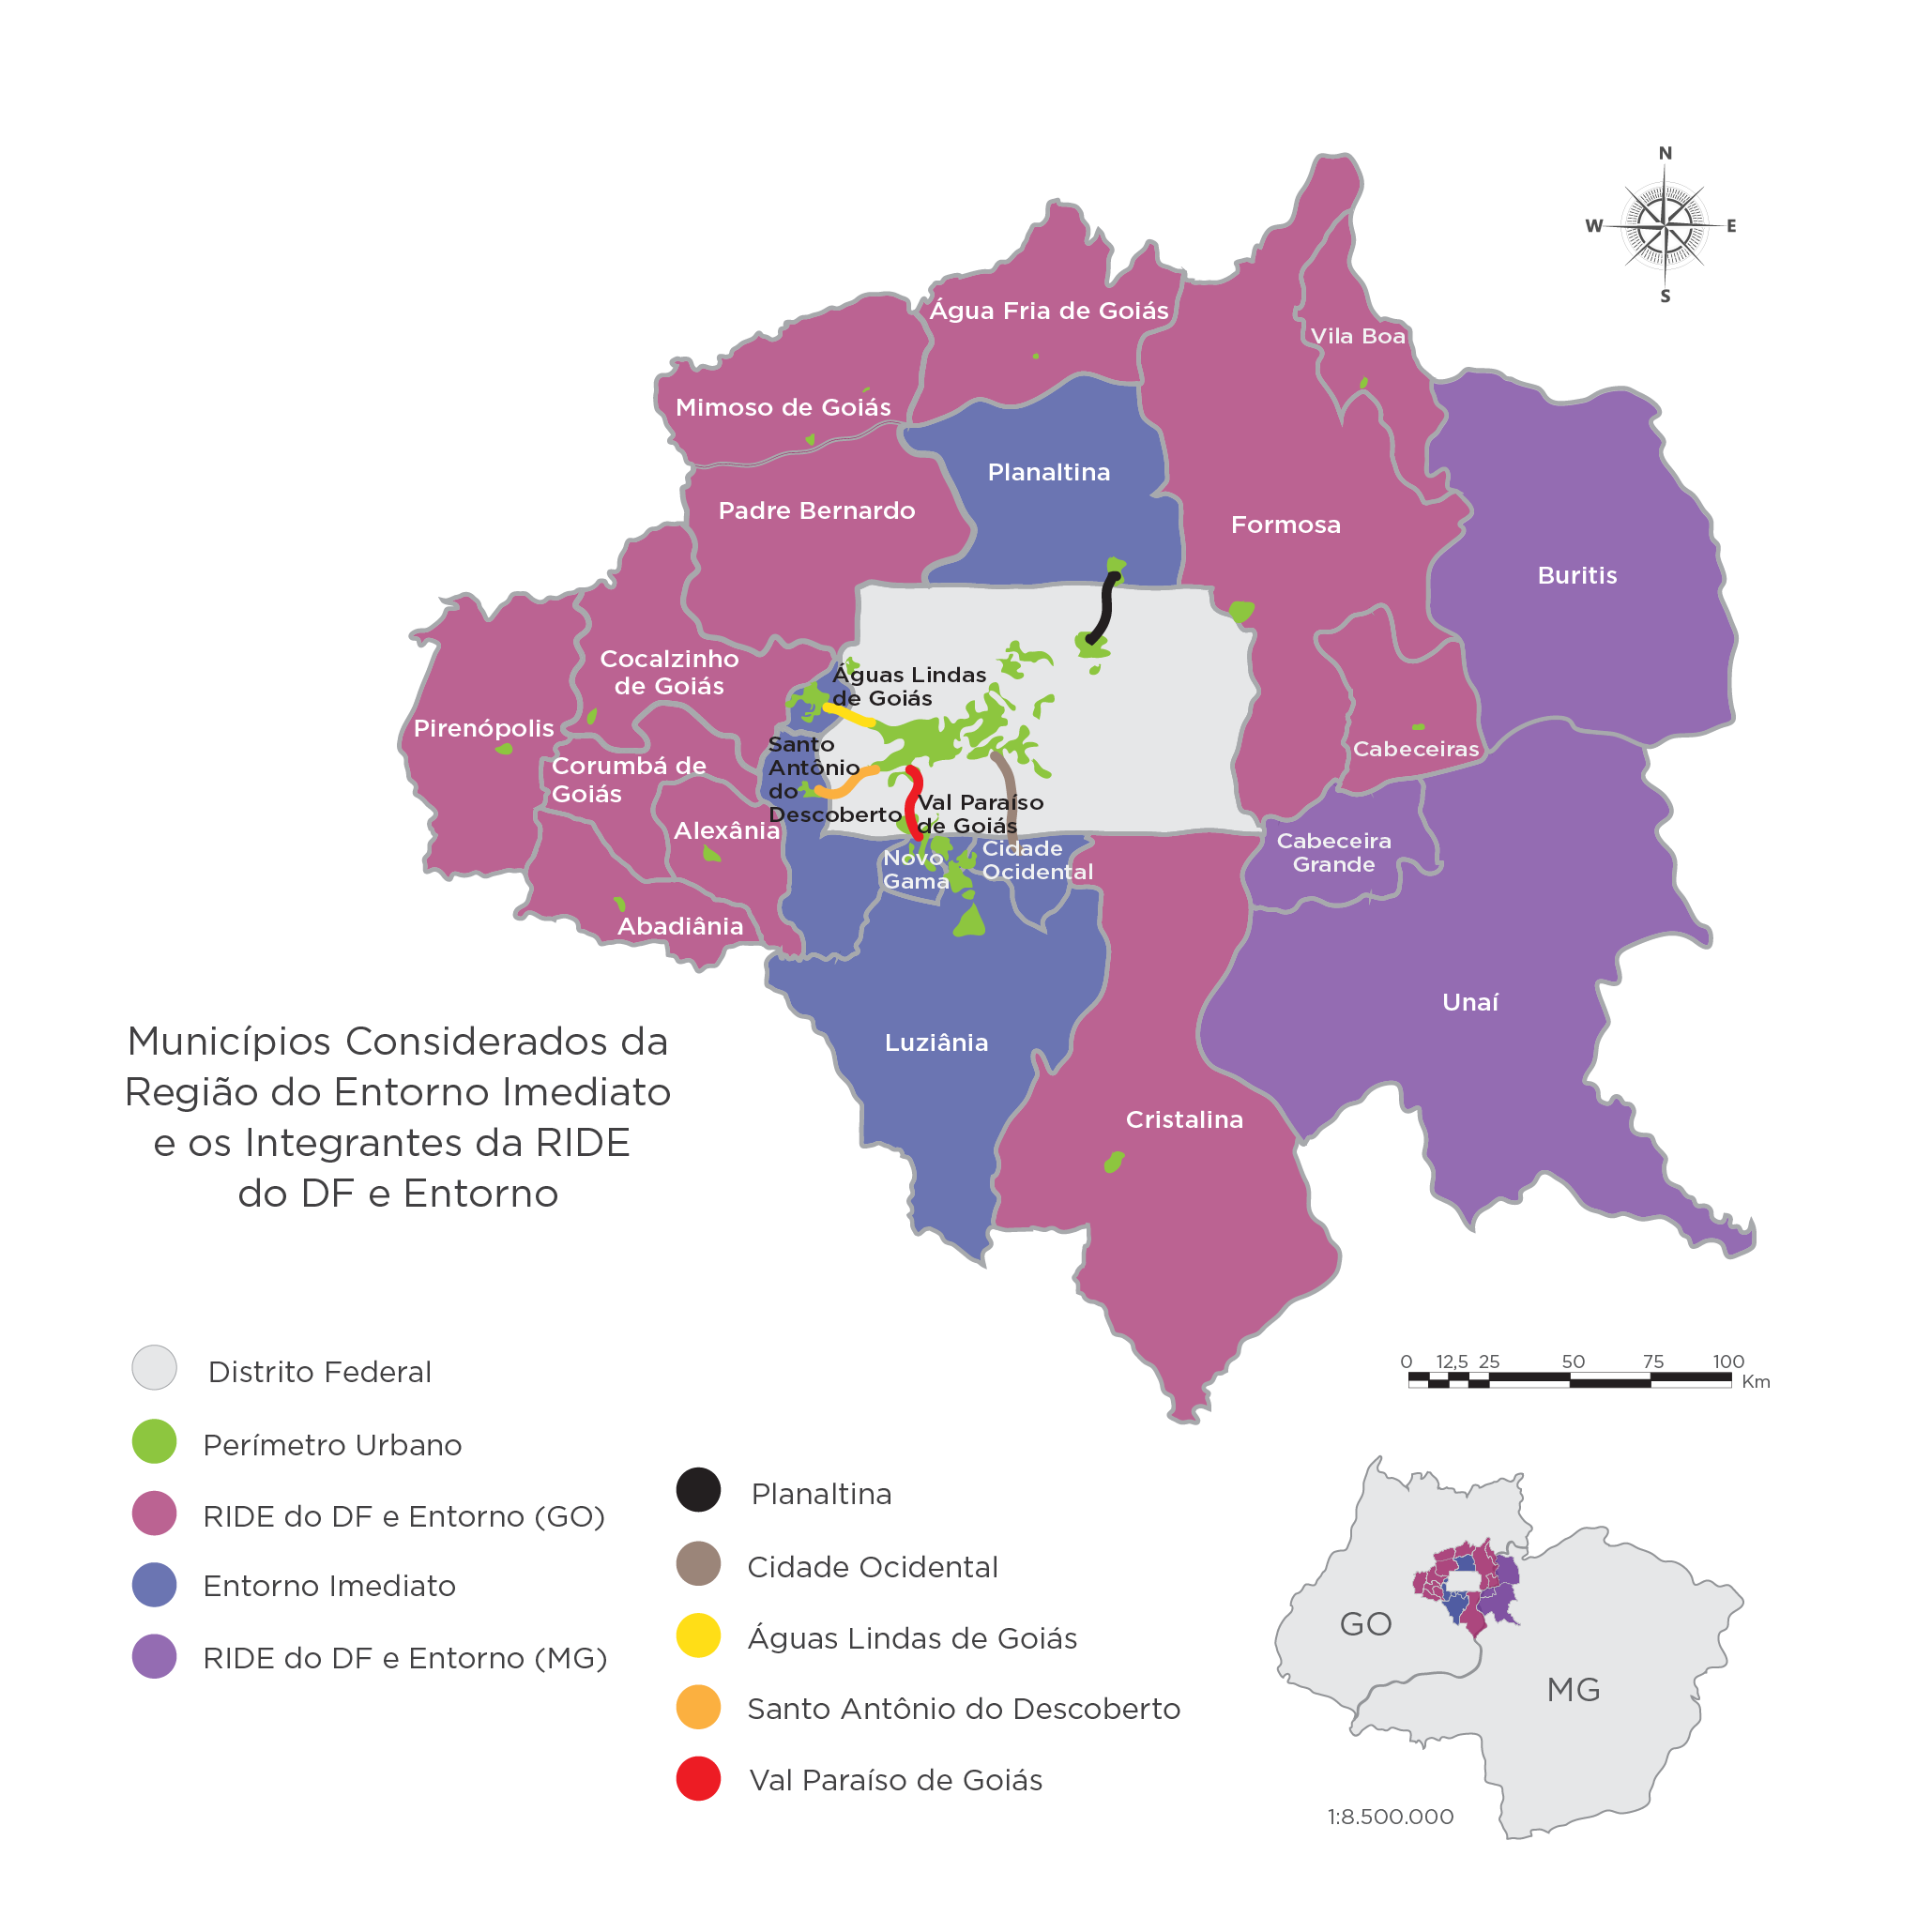 N
W
E
S
Água Fria de Goiás
Vila Boa
Mimoso de Goiás
Planaltina
Padre Bernardo
Formosa
Buritis
Cocalzinho
de Goiás
Águas Lindas
de Goiás
Pirenópolis
Santo
Antônio
do
Descoberto
Cabeceiras
Corumbá de
Goiás
Val Paraíso
de Goiás
Alexânia
Cabeceira
Grande
Novo
Gama
Cidade
Ocidental
Abadiânia
Unaí
Luziânia
Cristalina
Municípios Considerados da
Região do Entorno Imediato
e os Integrantes da RIDE
do DF e Entorno
0 12,5 25 50 75 100
Km
Distrito Federal
Perímetro Urbano
RIDE do DF e Entorno (GO)
Entorno Imediato
RIDE do DF e Entorno (MG)
Planaltina
Cidade Ocidental
Águas Lindas de Goiás
Santo Antônio do Descoberto
Val Paraíso de Goiás
GO
MG
1:8.500.000